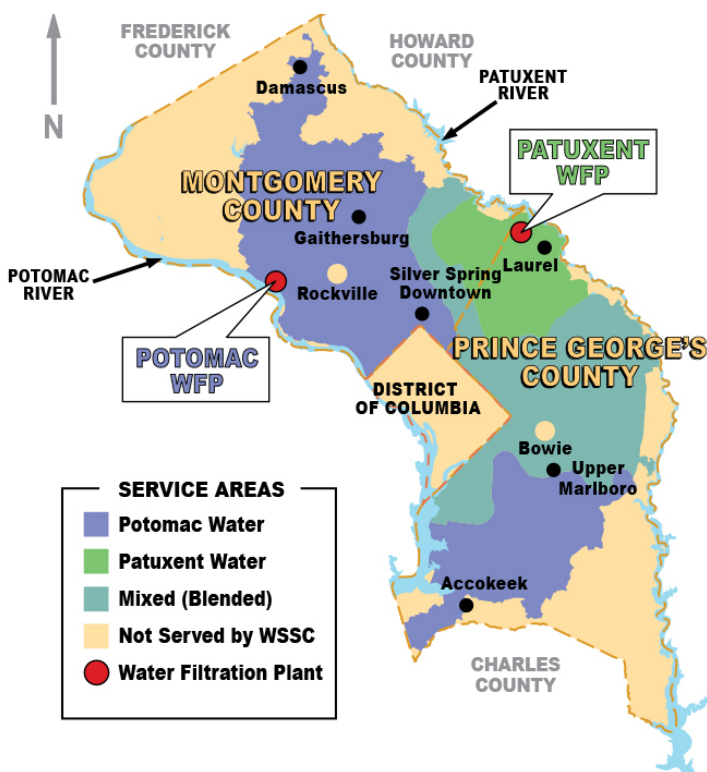 FREDERICK
COUNTY
HOWARD
COUNTY
PATUXENT
RIVER
N
Damascus
PATUXENT
WFP
MONTGOMERY
COUNTY
Gaithersburg
Laurel
POTOMAC
RIVER
Rockville
Silver Spring
Downtown
POTOMAC
WFP
PRINCE GEORGE'S
COUNTY
DISTRICT
OF COLUMBIA
Bowie
Upper
Marlboro
SERVICE AREAS
Potomac Water
Patuxent Water
Mixed (Blended)
Not Served by WSSC
Water Filtration Plant
Accokeek
CHARLES
COUNTY